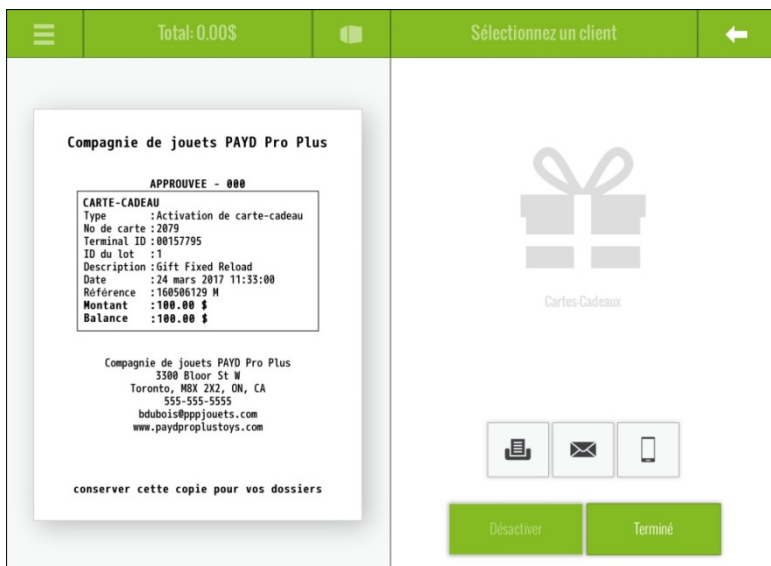 Total: 0.00$
Sélectionnez un client
Compagnie de jouets PAYD Pro Plus
APPROUVEE - 000
CARTE-CADEAU
Type :Activation de carte-cadeau
No de carte :2079
Terminal ID :00157795
ID du lot :1
Description :Gift Fixed Reload
Date :24 mars 2017 11:33:00
Référence :160506129 M
Montant :100.00 $
Balance :100.00 $
Compagnie de jouets PAYD Pro Plus
3300 Bloor St W
Toronto, M8X 2X2, ON, CA
555-555-5555
bdubois@pppjouets.com
www.paydproplustoys.com
conserver cette copie pour vos dossiers
Cartes-Cadeaux
Désactiver
Terminé